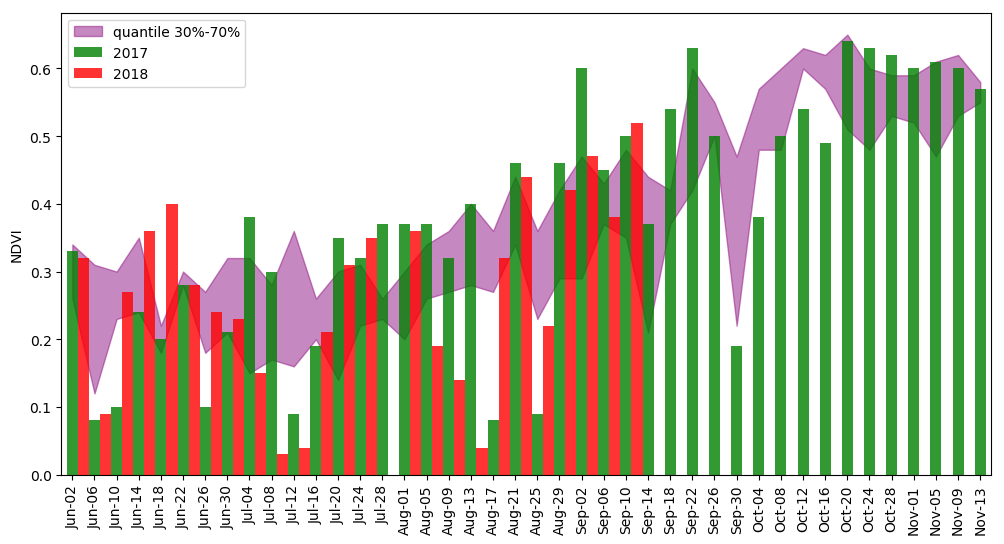 quantile 30%-70%
2017
2018
NDVI
0.6
0.5
0.4
0.3
0.2
0.1
0.0
Jun-02
Jun-06
Jun-10
Jun-14
Jun-18
Jun-22
Jun-26
Jun-30
Jul-04
Jul-08
Jul-12
Jul-16
Jul-20
Jul-24
Jul-28
Aug-01
Aug-05
Aug-09
Aug-13
Aug-17
Aug-21
Aug-25
Aug-29
Sep-02
Sep-06
Sep-10
Sep-14
Sep-18
Sep-22
Sep-26
Sep-30
Oct-04
Oct-08
Oct-12
Oct-16
Oct-20
Oct-24
Oct-28
Nov-01
Nov-05
Nov-09
Nov-13